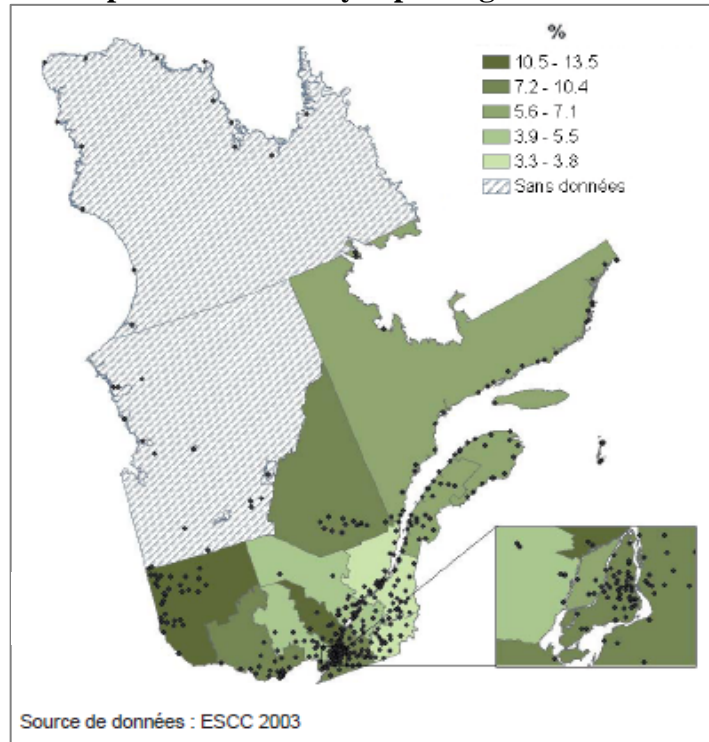 %
10.5 - 13.5
7.2 - 10.4
5.6 - 7.1
3.9 - 5.5
3.3 - 3.8
Sans données
Source de données : ESCC 2003